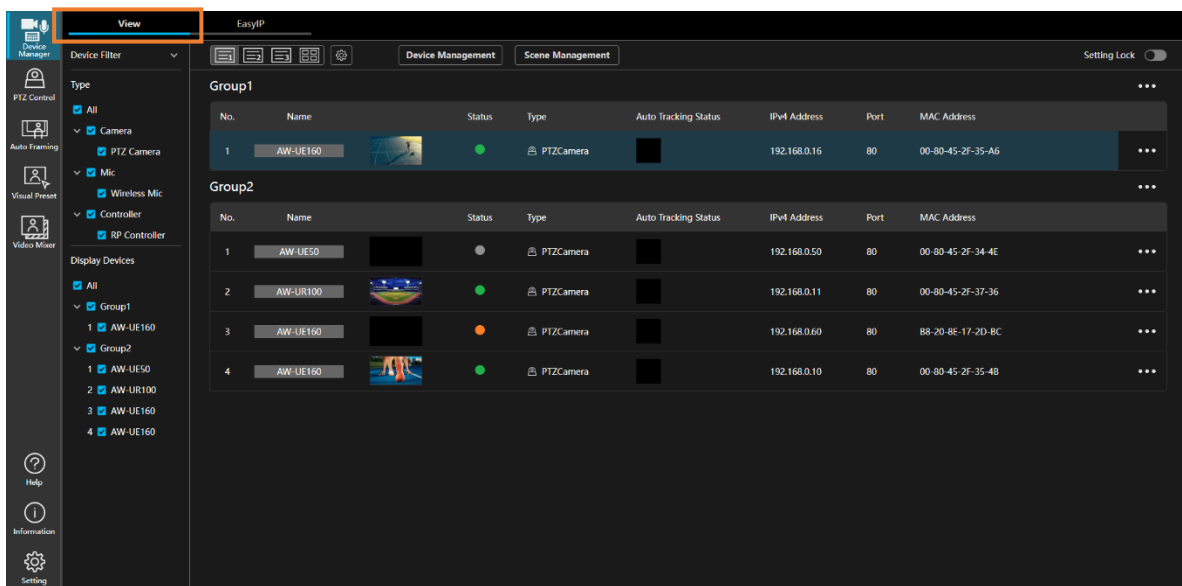 View
EasyIP
Device Manager
PTZ Control
Auto Framing
Visual Preset
Video Mixer
Help
Information
Setting
Device Filter
Type
All
Camera
PTZ Camera
Mic
Wireless Mic
Controller
RP Controller
Display Devices
All
Group1
1 AW-UE160
Group2
1 AW-UE50
2 AW-UR100
3 AW-UE160
4 AW-UE160
1 2 3 Device Management Scene Management Setting Lock
Group1
No. Name Status Type Auto Tracking Status IPv4 Address Port MAC Address
1 AW-UE160 PTZCamera 192.168.0.16 80 00-80-45-2F-35-A6
Group2
No. Name Status Type Auto Tracking Status IPv4 Address Port MAC Address
1 AW-UE50 PTZCamera 192.168.0.50 80 00-80-45-2F-34-4E
2 AW-UR100 PTZCamera 192.168.0.11 80 00-80-45-2F-37-36
3 AW-UE160 PTZCamera 192.168.0.60 80 B8-20-8E-17-2D-BC
4 AW-UE160 PTZCamera 192.168.0.10 80 00-80-45-2F-35-4B